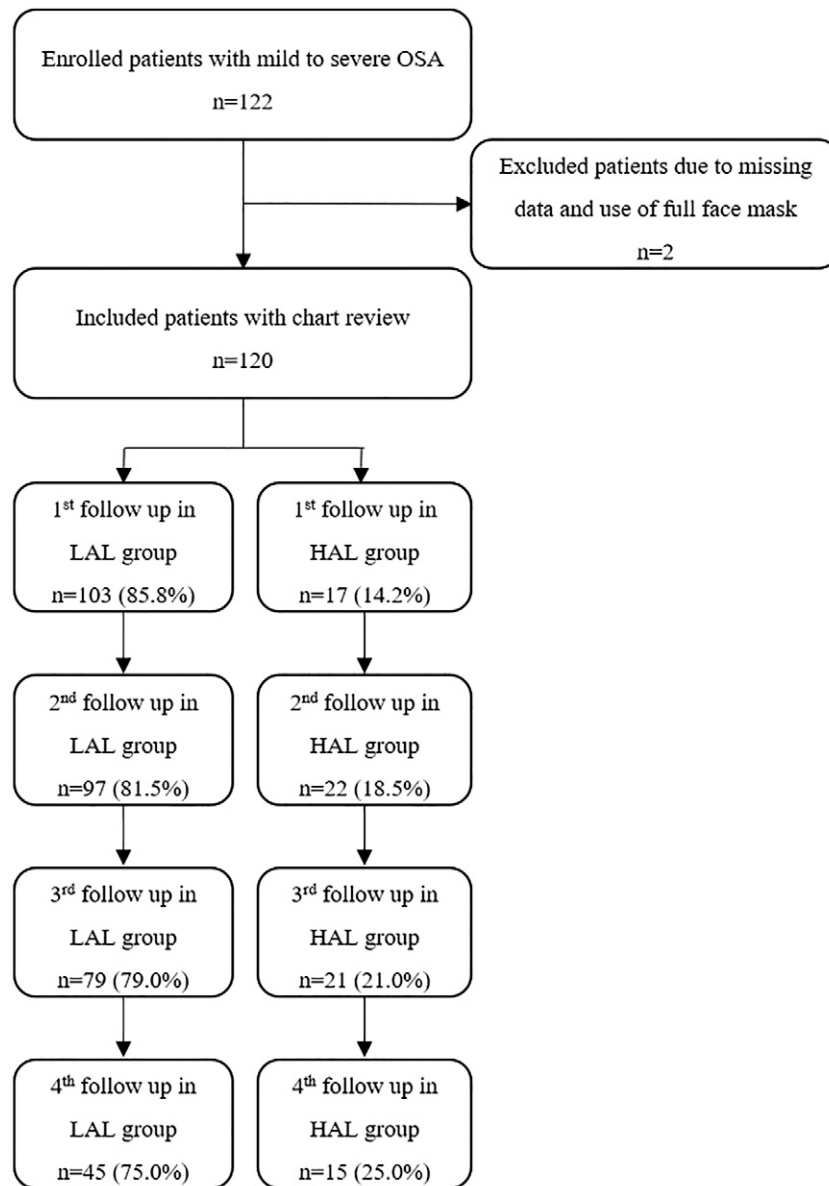 Enrolled patients with mild to severe OSA
n=122
Excluded patients due to missing
data and use of full face mask
n=2
Included patients with chart review
n=120
1st follow up in
LAL group
n=103 (85.8%)
1st follow up in
HAL group
n=17 (14.2%)
2nd follow up in
LAL group
n=97 (81.5%)
2nd follow up in
HAL group
n=22 (18.5%)
3rd follow up in
LAL group
n=79 (79.0%)
3rd follow up in
HAL group
n=21 (21.0%)
4th follow up in
LAL group
n=45 (75.0%)
4th follow up in
HAL group
n=15 (25.0%)